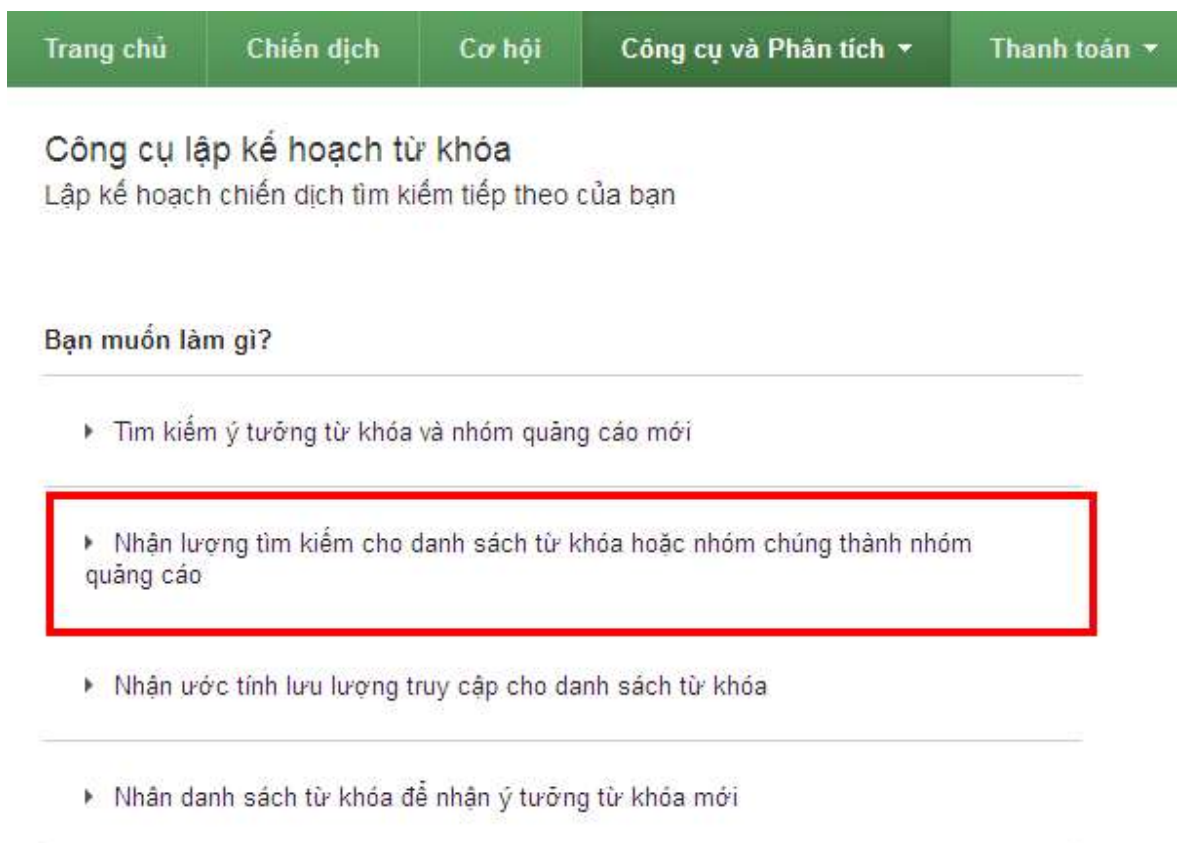 Trang chủ Chiến dịch Cơ hội Công cụ và Phân tích Thanh toán
Công cụ lập kế hoạch từ khóa
Lập kế hoạch chiến dịch tìm kiếm tiếp theo của bạn
Bạn muốn làm gì?
Tìm kiếm ý tưởng từ khóa và nhóm quảng cáo mới
Nhận lượng tìm kiếm cho danh sách từ khóa hoặc nhóm chúng thành nhóm
quảng cáo
Nhận ước tính lưu lượng truy cập cho danh sách từ khóa
Nhân danh sách từ khóa để nhận ý tưởng từ khóa mới